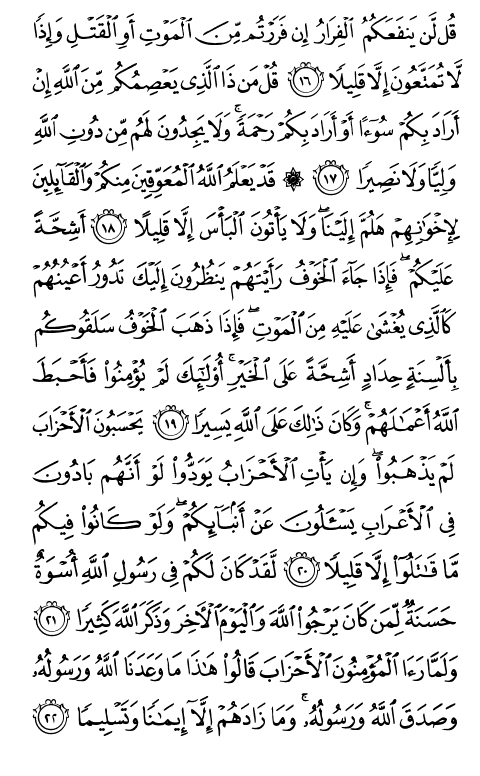 قُل لَّن يَنفَعَكُمُ ٱلْفِرَارُ إِن فَرَرْتُم مِّنَ ٱلْمَوْتِ أَوِ ٱلْقَتْلِ وَإِذًا
لَّا تُمَتَّعُونَ إِلَّا قَلِيلًا ١٦ قُلْ مَن ذَا ٱلَّذِى يَعْصِمُكُم مِّنَ ٱللَّهِ إِنْ
أَرَادَ بِكُمْ سُوٓءًا أَوْ أَرَادَ بِكُمْ رَحْمَةً ۚ وَلَا يَجِدُونَ لَهُم مِّن دُونِ ٱللَّهِ
وَلِيًّا وَلَا نَصِيرًا ١٧ ۞ قَدْ يَعْلَمُ ٱللَّهُ ٱلْمُعَوِّقِينَ مِنكُمْ وَٱلْقَآئِلِينَ
لِإِخْوَٰنِهِمْ هَلُمَّ إِلَيْنَا ۖ وَلَا يَأْتُونَ ٱلْبَأْسَ إِلَّا قَلِيلًا ١٨ أَشِحَّةً
عَلَيْكُمْ ۖ فَإِذَا جَآءَ ٱلْخَوْفُ رَأَيْتَهُمْ يَنظُرُونَ إِلَيْكَ تَدُورُ أَعْيُنُهُمْ
كَٱلَّذِى يُغْشَىٰ عَلَيْهِ مِنَ ٱلْمَوْتِ ۖ فَإِذَا ذَهَبَ ٱلْخَوْفُ سَلَقُوكُم
بِأَلْسِنَةٍ حِدَادٍ أَشِحَّةً عَلَى ٱلْخَيْرِ ۚ أُو۟لَٰٓئِكَ لَمْ يُؤْمِنُوا۟ فَأَحْبَطَ
ٱللَّهُ أَعْمَٰلَهُمْ ۚ وَكَانَ ذَٰلِكَ عَلَى ٱللَّهِ يَسِيرًا ١٩ يَحْسَبُونَ ٱلْأَحْزَابَ
لَمْ يَذْهَبُوا۟ ۖ وَإِن يَأْتِ ٱلْأَحْزَابُ يَوَدُّوا۟ لَوْ أَنَّهُم بَادُونَ
فِى ٱلْأَعْرَابِ يَسْـَٔلُونَ عَنْ أَنۢبَآئِكُمْ ۖ وَلَوْ كَانُوا۟ فِيكُم
مَّا قَٰتَلُوٓا۟ إِلَّا قَلِيلًا ٢٠ لَّقَدْ كَانَ لَكُمْ فِى رَسُولِ ٱللَّهِ أُسْوَةٌ
حَسَنَةٌ لِّمَن كَانَ يَرْجُوا۟ ٱللَّهَ وَٱلْيَوْمَ ٱلْـَٔاخِرَ وَذَكَرَ ٱللَّهَ كَثِيرًا ٢١
وَلَمَّا رَءَا ٱلْمُؤْمِنُونَ ٱلْأَحْزَابَ قَالُوا۟ هَٰذَا مَا وَعَدَنَا ٱللَّهُ وَرَسُولُهُۥ
وَصَدَقَ ٱللَّهُ وَرَسُولُهُۥ ۚ وَمَا زَادَهُمْ إِلَّآ إِيمَٰنًا وَتَسْلِيمًا ٢٢